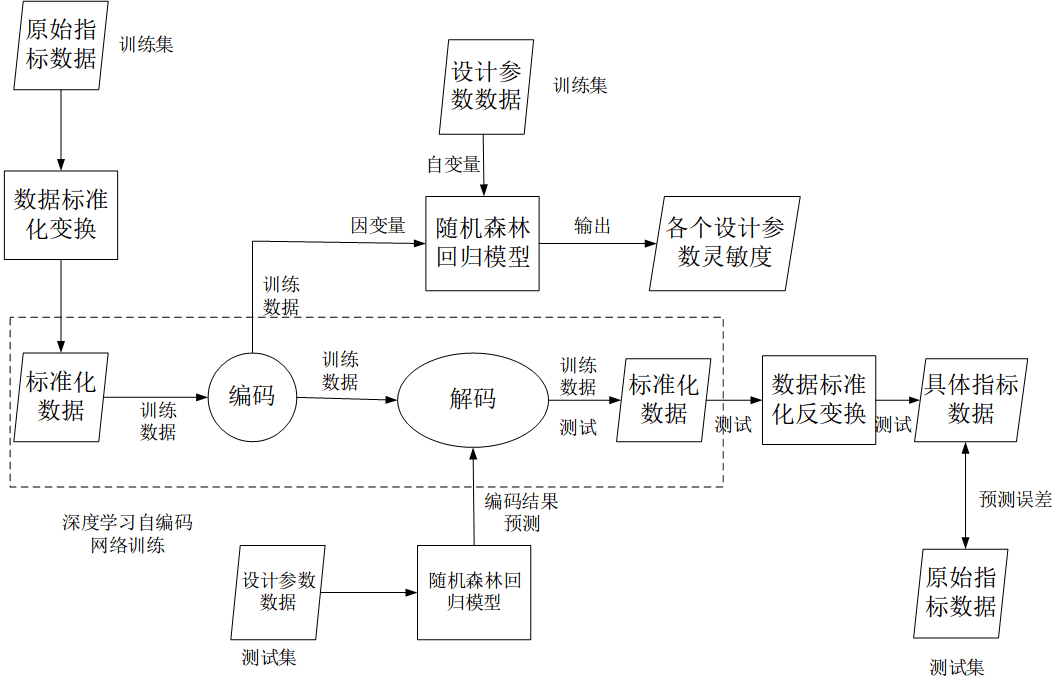 原始指
标数据
训练集
设计参
数数据
训练集
自变量
数据标准
化变换
因变量
随机森林
回归模型
输出
各个设计参
数灵敏度
训练
数据
标准化
数据
训练
数据
编码
训练
数据
解码
训练
数据
测试
标准化
数据
测试
数据标准
化反变换
测试
具体指标
数据
编码结果
预测
预测误差
深度学习自编码
网络训练
设计参数
数据
测试集
随机森林回
归模型
原始指
标数据
测试集